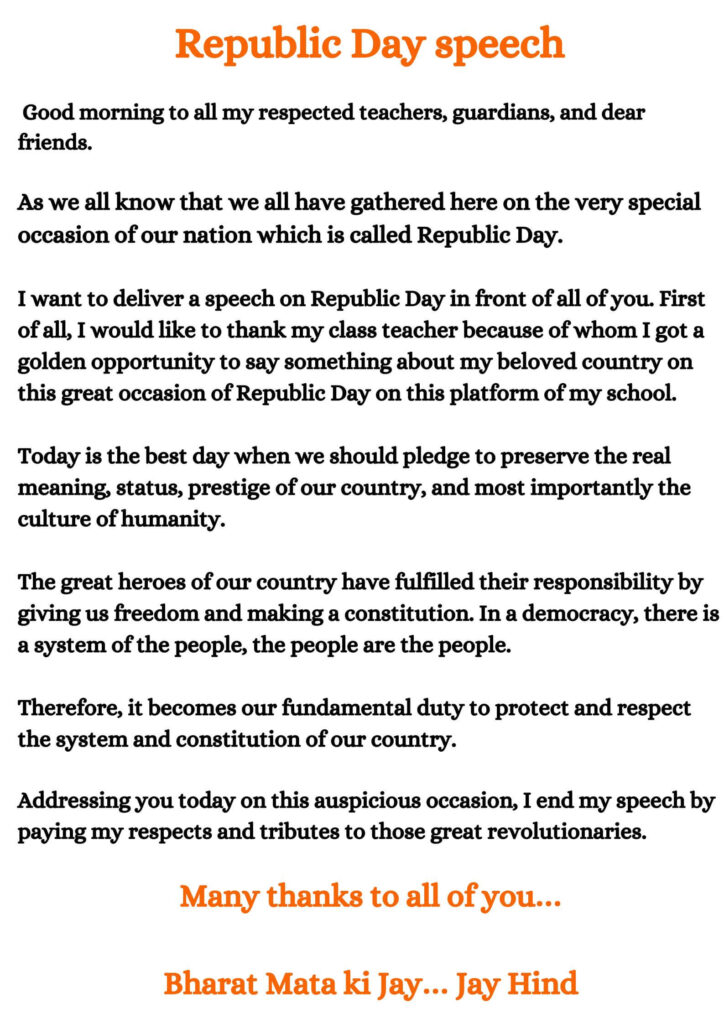 Republic Day speech
Good morning to all my respected teachers, guardians, and dear
friends.
As we all know that we all have gathered here on the very special
occasion of our nation which is called Republic Day.
I want to deliver a speech on Republic Day in front of all of you. First
of all, I would like to thank my class teacher because of whom I got a
golden opportunity to say something about my beloved country on
this great occasion of Republic Day on this platform of my school.
Today is the best day when we should pledge to preserve the real
meaning, status, prestige of our country, and most importantly the
culture of humanity.
The great heroes of our country have fulfilled their responsibility by
giving us freedom and making a constitution. In a democracy, there is
a system of the people, the people are the people.
Therefore, it becomes our fundamental duty to protect and respect
the system and constitution of our country.
Addressing you today on this auspicious occasion, I end my speech by
paying my respects and tributes to those great revolutionaries.
Many thanks to all of you...
Bharat Mata ki Jay... Jay Hind